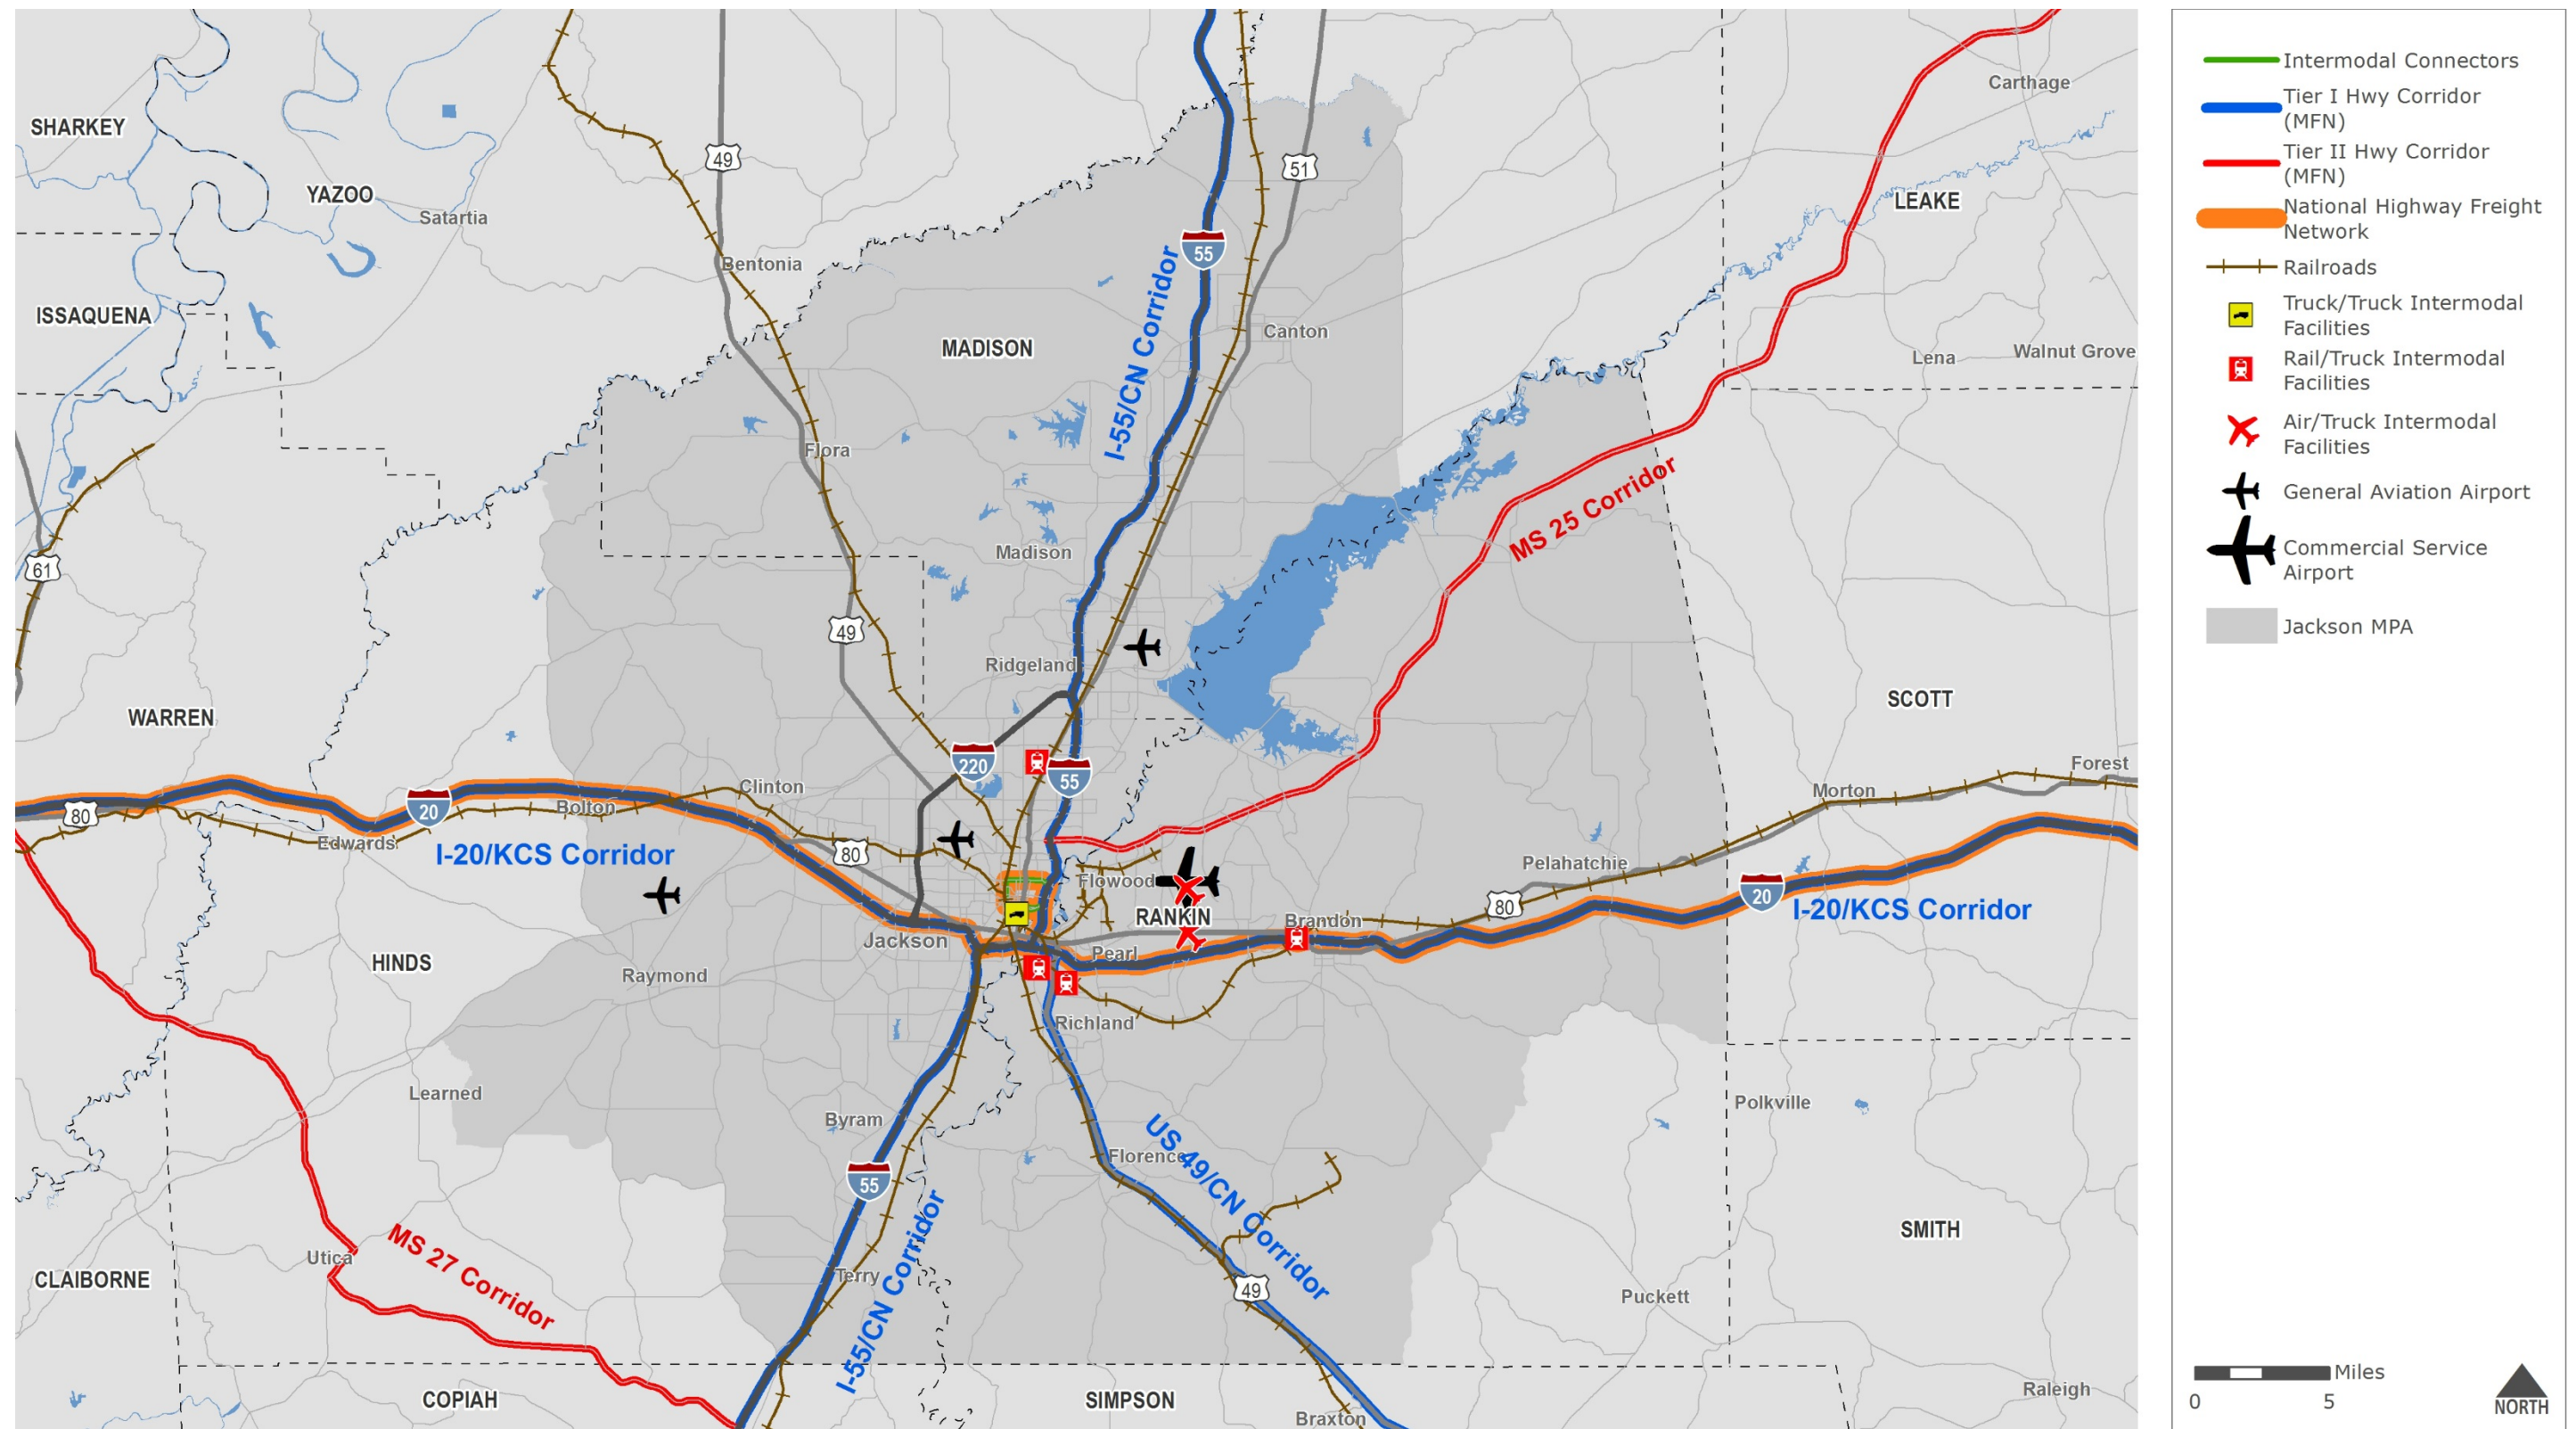 SHARKEY
YAZOO
Satartia
49
51
Carthage
LEAKE
Bentonia
55
ISSAQUENA
MADISON
I-55/CN Corridor
Canton
Lena
Walnut Grove
Flora
MS 25 Corridor
61
Madison
49
Ridgeland
WARREN
SCOTT
220
55
Forest
80
20
Bolton
Clinton
Morton
Edwards
I-20/KCS Corridor
80
Pelahatchie
Flowood
RANKIN
Brandon
80
20
I-20/KCS Corridor
Jackson
Pearl
HINDS
Raymond
Richland
Learned
Byram
Polkville
Florence
US 49/CN Corridor
55
I-55/CN Corridor
SMITH
Utica
MS 27 Corridor
CLAIBORNE
Terry
49
Puckett
COPIAH
SIMPSON
Braxton
Raleigh
Intermodal Connectors
Tier I Hwy Corridor
(MFN)
Tier II Hwy Corridor
(MFN)
National Highway Freight
Network
Railroads
Truck/Truck Intermodal
Facilities
Rail/Truck Intermodal
Facilities
Air/Truck Intermodal
Facilities
General Aviation Airport
Commercial Service
Airport
Jackson MPA
Miles
0 5
NORTH